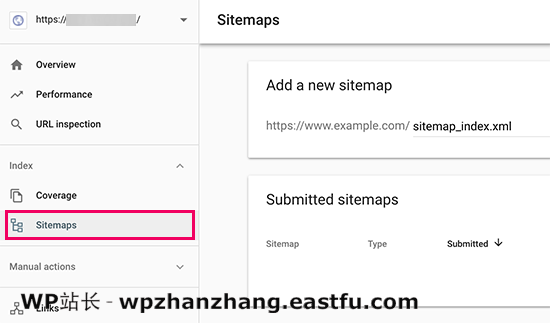 https:// /
Overview
Performance
URL inspection
Index
Coverage
Sitemaps
Manual actions
Links
Sitemaps
Add a new sitemap
https://www.example.com/ sitemap_index.xml
Submitted sitemaps
Sitemap Type Submitted
WP站长 - wpzhanzhang.eastfu.com